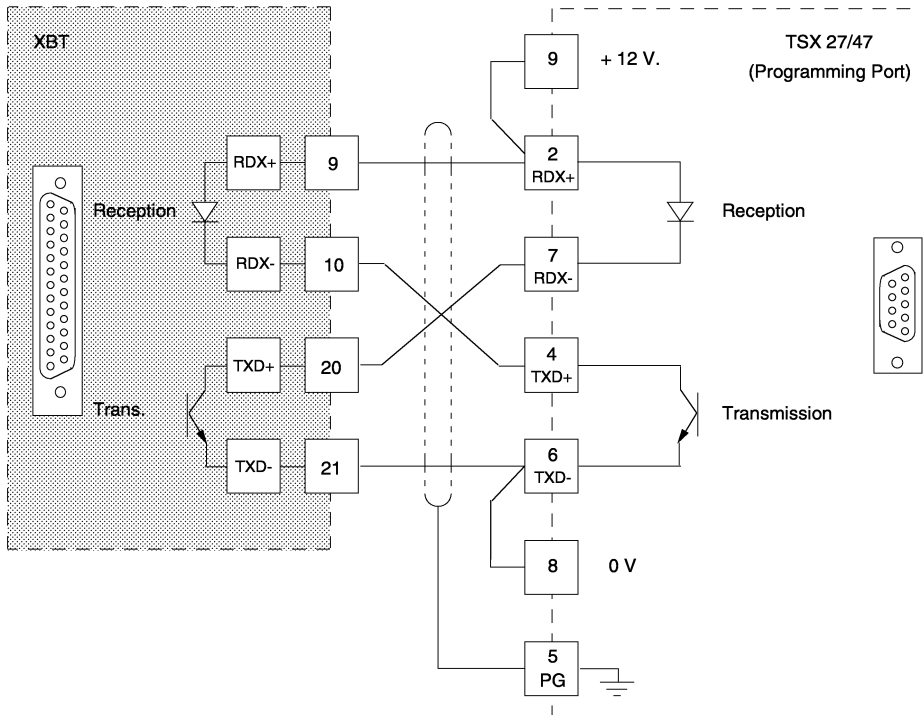 XBT
TSX 27/47
(Programming Port)
9
+ 12 V.
RDX+
9
2
RDX+
Reception
Reception
RDX-
10
7
RDX-
TXD+
20
4
TXD+
Trans.
Transmission
TXD-
21
6
TXD-
8
0 V
5
PG